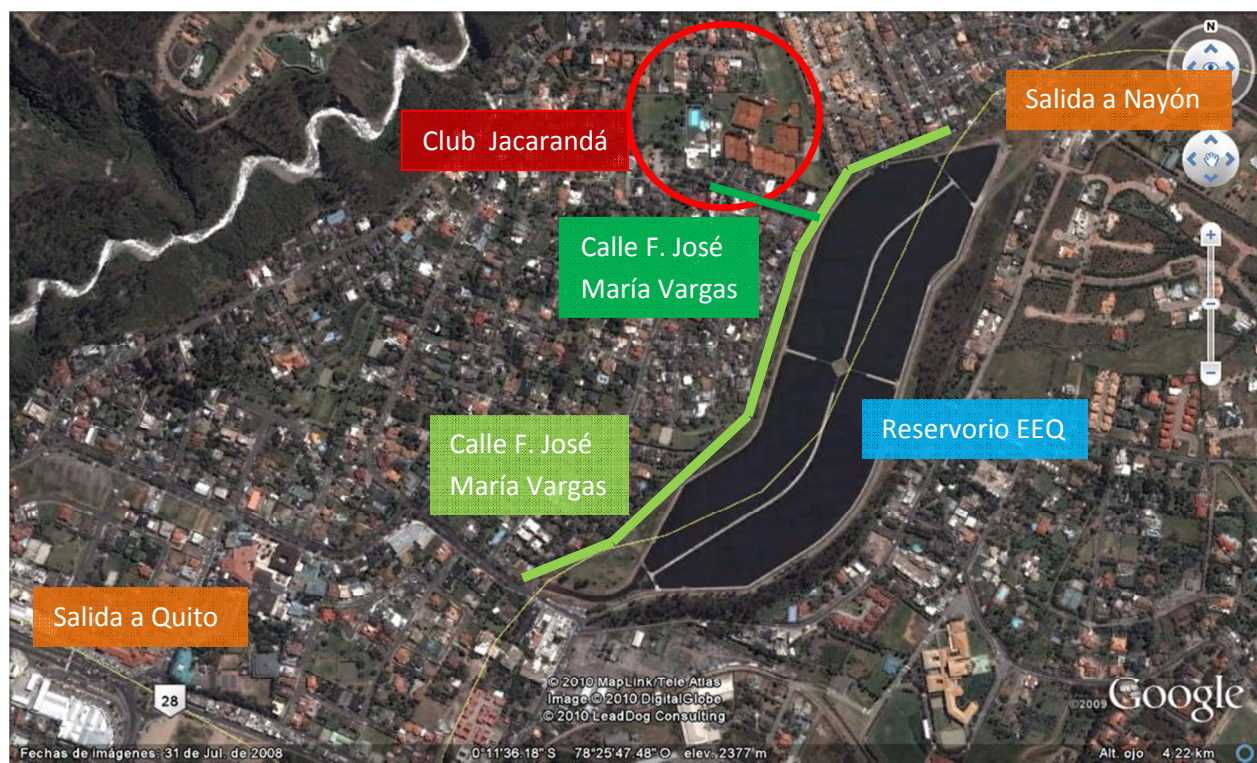 N
Salida a Nayón
Club Jacarandá
Calle F. José
María Vargas
Reservorio EEQ
Calle F. José
María Vargas
Salida a Quito
28
© 2010 MapLink/Tele Atlas
Image © 2010 DigitalGlobe
© 2010 LeadDog Consulting
©2009 Google
Fechas de imágenes: 31 de Jul. de 2008 0°11'36.18" S 78°25'47.48" O elev 2377 m Alt. ojo 4.22 km